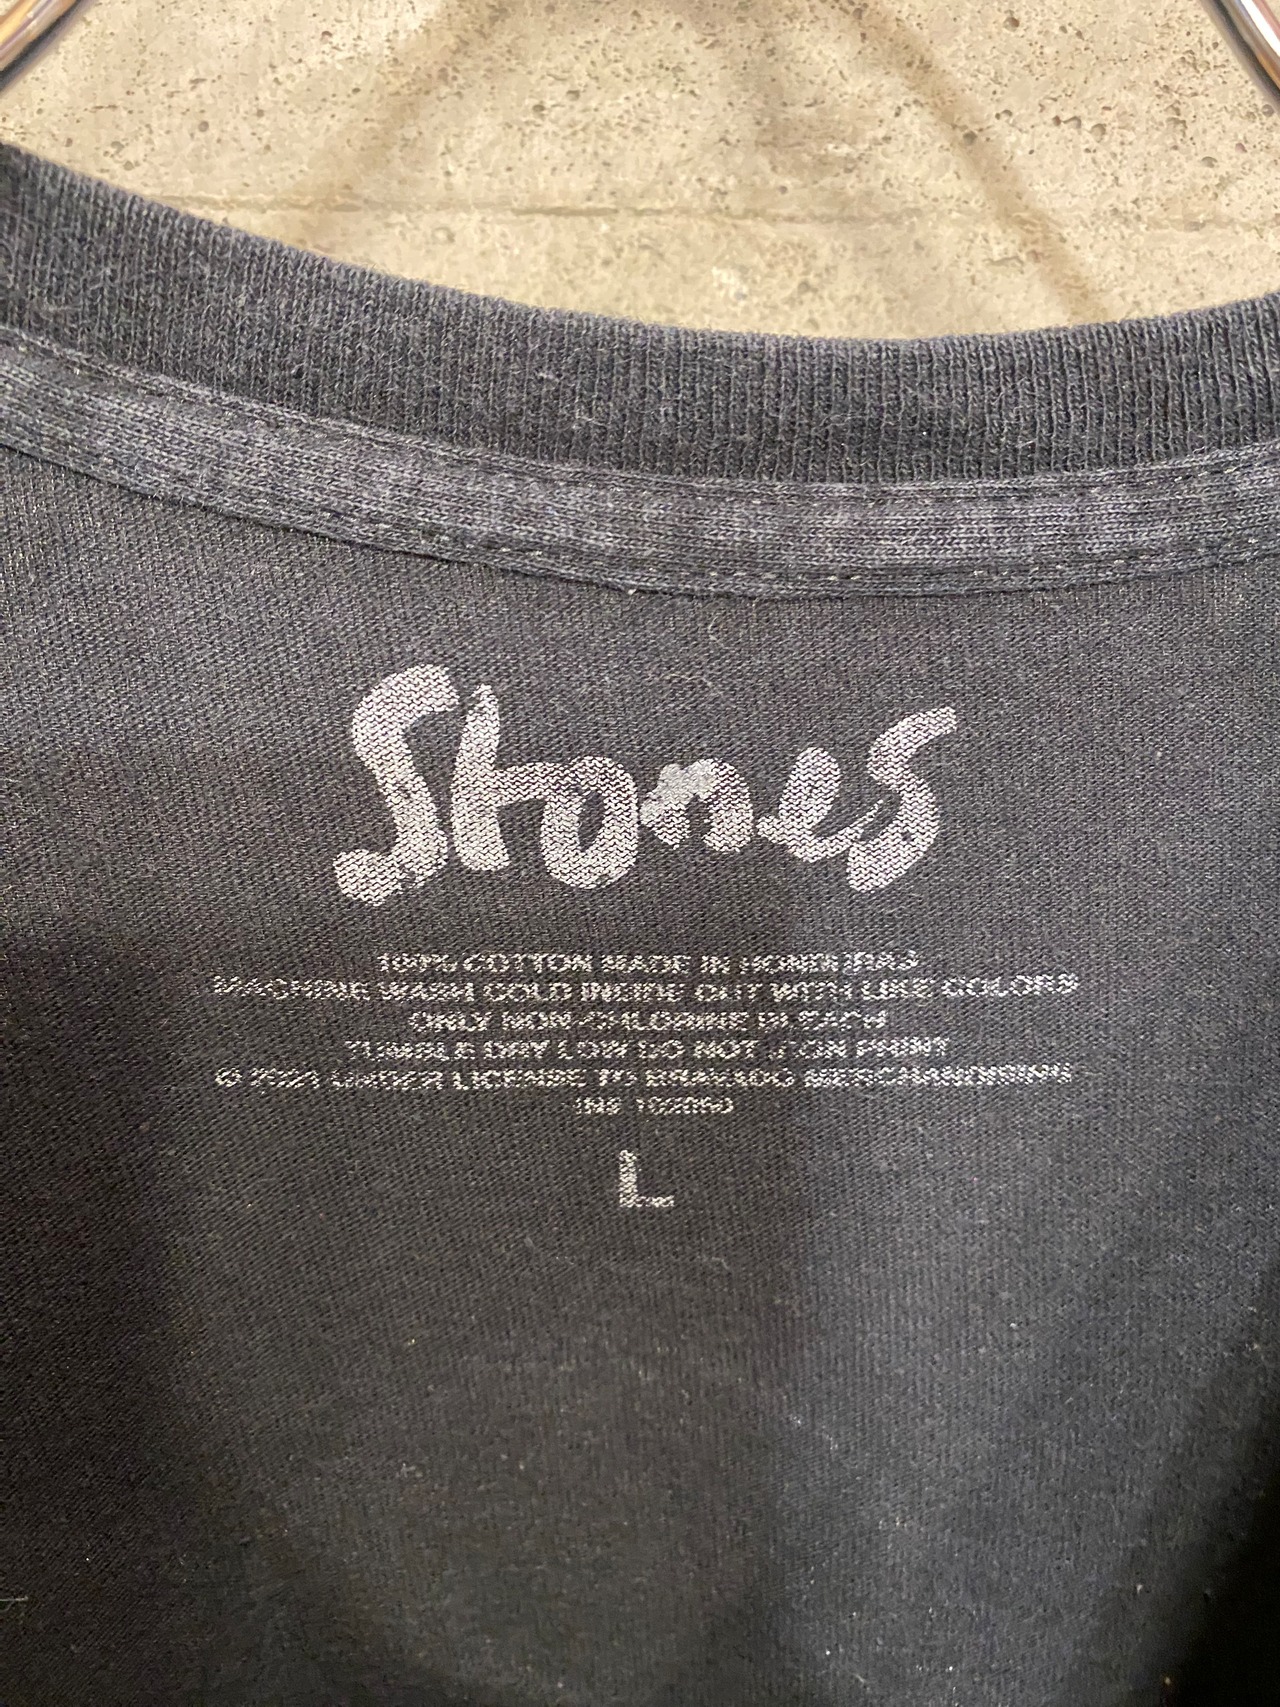 Stones
100% COTTON MADE IN HONDURAS
MACHINE WASH COLD INSIDE OUT WITH LIKE COLORS
ONLY NON-CHLORINE BLEACH
TUMBLE DRY LOW DO NOT IRON PRINT
© UNDER LICENSE TO BRAVADO MERCHANDISING
L